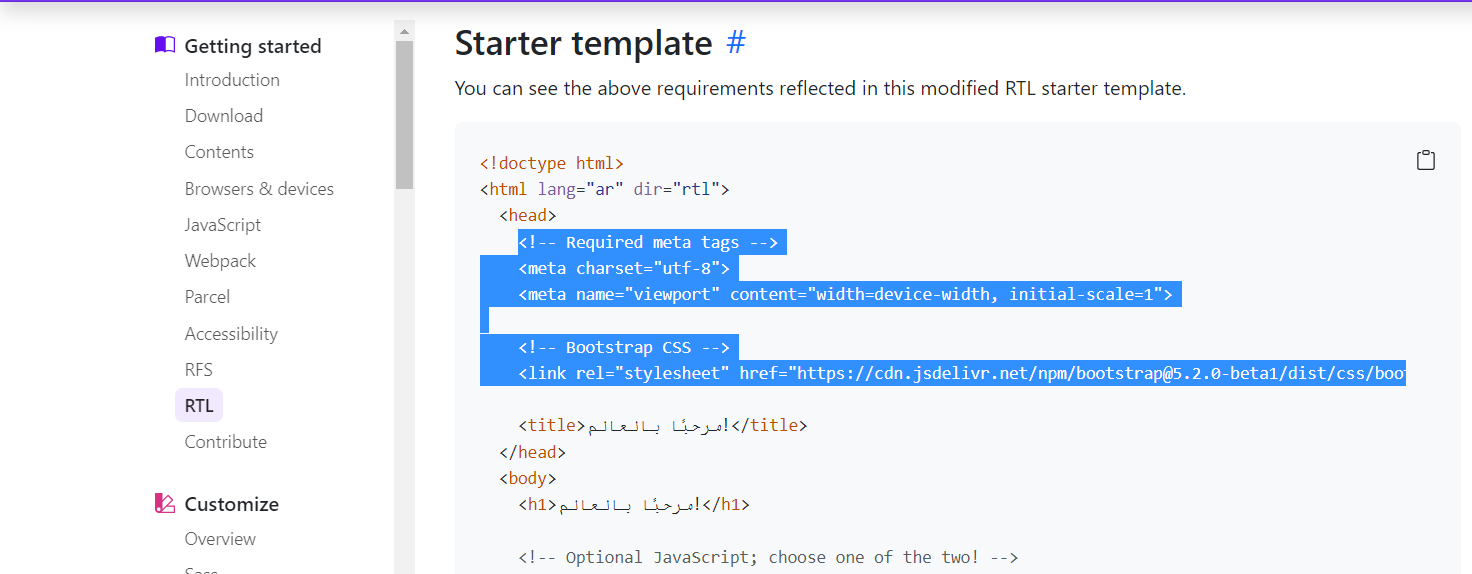 Getting started
Introduction
Download
Contents
Browsers & devices
JavaScript
Webpack
Parcel
Accessibility
RFS
RTL
Contribute
Customize
Overview
Sass
Starter template #
You can see the above requirements reflected in this modified RTL starter template.
<!doctype html>
<html lang="ar" dir="rtl">
<head>
<!-- Required meta tags -->
<meta charset="utf-8">
<meta name="viewport" content="width=device-width, initial-scale=1">
<!-- Bootstrap CSS -->
<link rel="stylesheet" href="https://cdn.jsdelivr.net/npm/bootstrap@5.2.0-beta1/dist/css/boot
<title>مرحبًا بالعالم!</title>
</head>
<body>
<h1>مرحبًا بالعالم!</h1>
<!-- Optional JavaScript; choose one of the two! -->